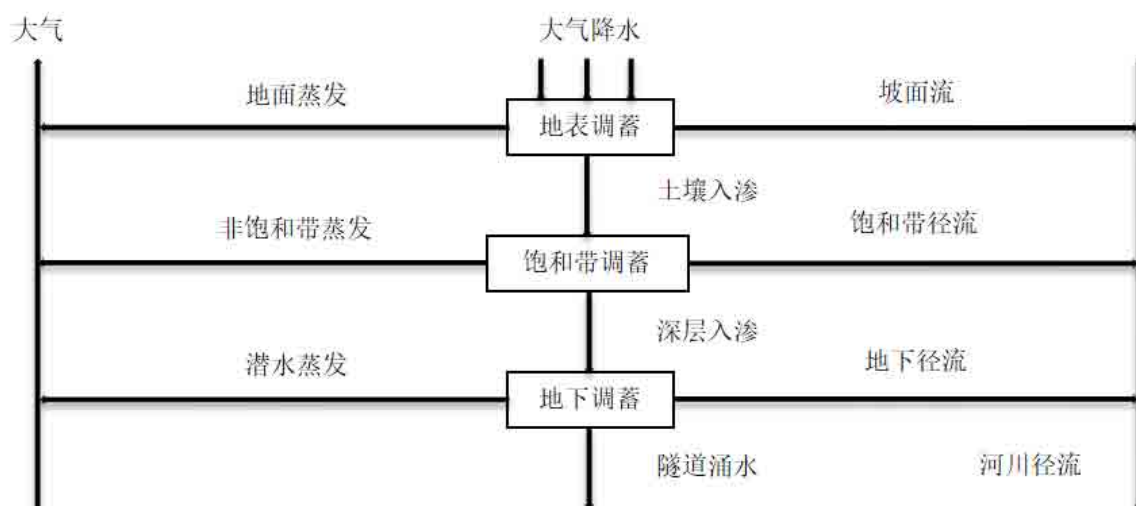 大气
大气降水
地面蒸发
坡面流
地表调蓄
土壤入渗
非饱和带蒸发
饱和带径流
饱和带调蓄
深层入渗
潜水蒸发
地下径流
地下调蓄
隧道涌水
河川径流